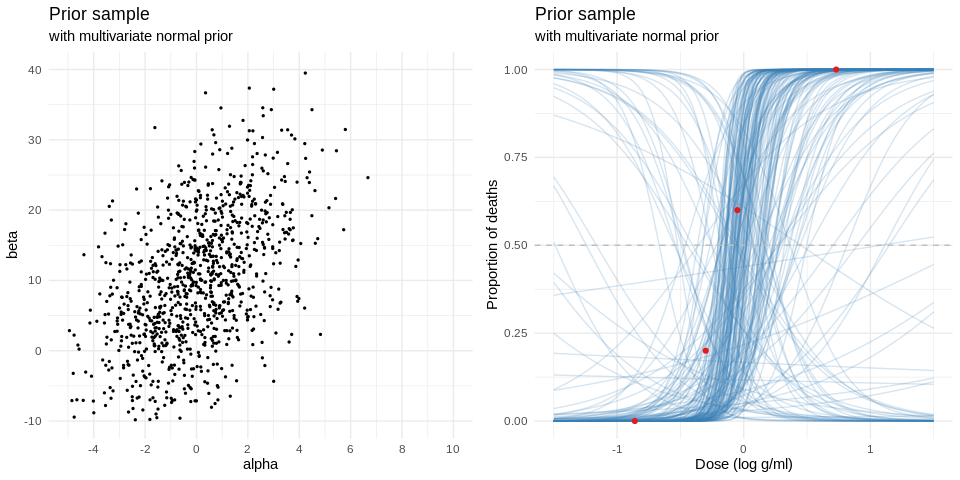 Prior sample
with multivariate normal prior
40
30
20
10
0
-10
beta
-4
-2
0
2
4
6
8
10
alpha
Prior sample
with multivariate normal prior
1.00
0.75
0.50
0.25
0.00
Proportion of deaths
-1
0
1
Dose (log g/ml)